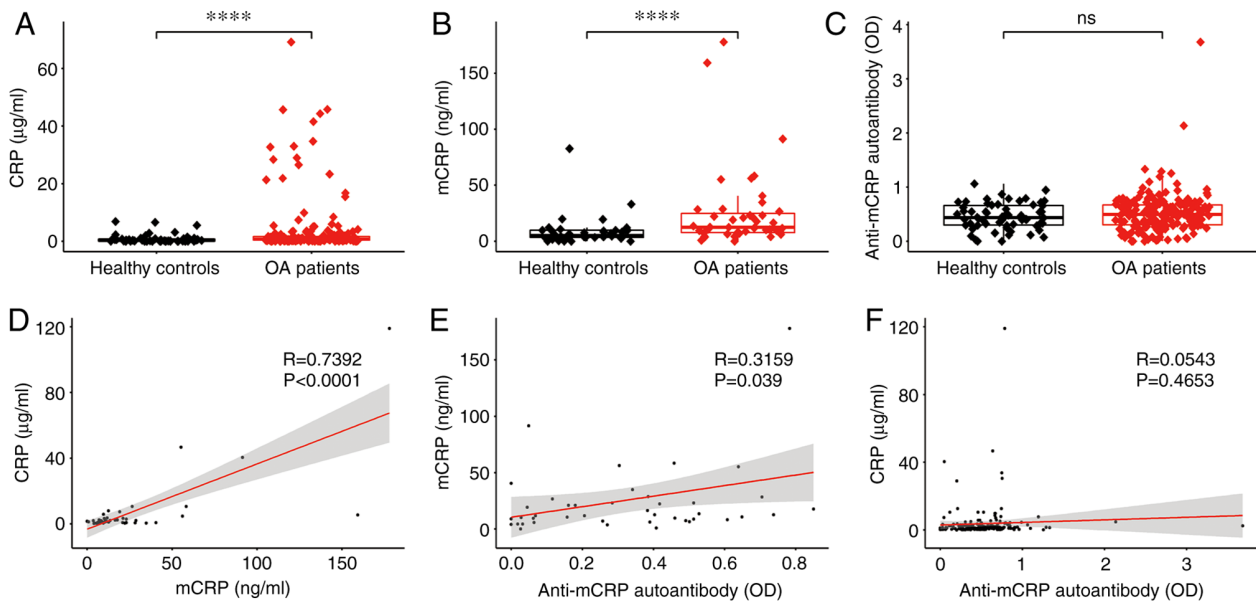 A
****
CRP (μg/ml)
60
40
20
0
Healthy controls
OA patients
B
****
mCRP (ng/ml)
150
100
50
0
Healthy controls
OA patients
C
ns
Anti-mCRP autoantibody (OD)
4
3
2
1
0
Healthy controls
OA patients
D
R=0.7392
P<0.0001
CRP (μg/ml)
120
80
40
0
0
50
100
150
mCRP (ng/ml)
E
R=0.3159
P=0.039
mCRP (ng/ml)
150
100
50
0
0.0
0.2
0.4
0.6
0.8
Anti-mCRP autoantibody (OD)
F
R=0.0543
P=0.4653
CRP (μg/ml)
120
80
40
0
0
1
2
3
Anti-mCRP autoantibody (OD)